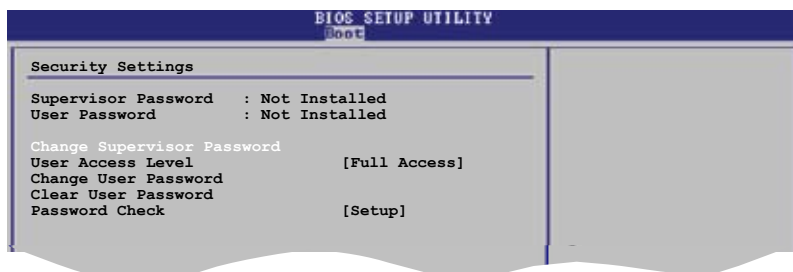 BIOS SETUP UTILITY
Boot
Security Settings
Supervisor Password : Not Installed
User Password : Not Installed
Change Supervisor Password
User Access Level [Full Access]
Change User Password
Clear User Password
Password Check [Setup]